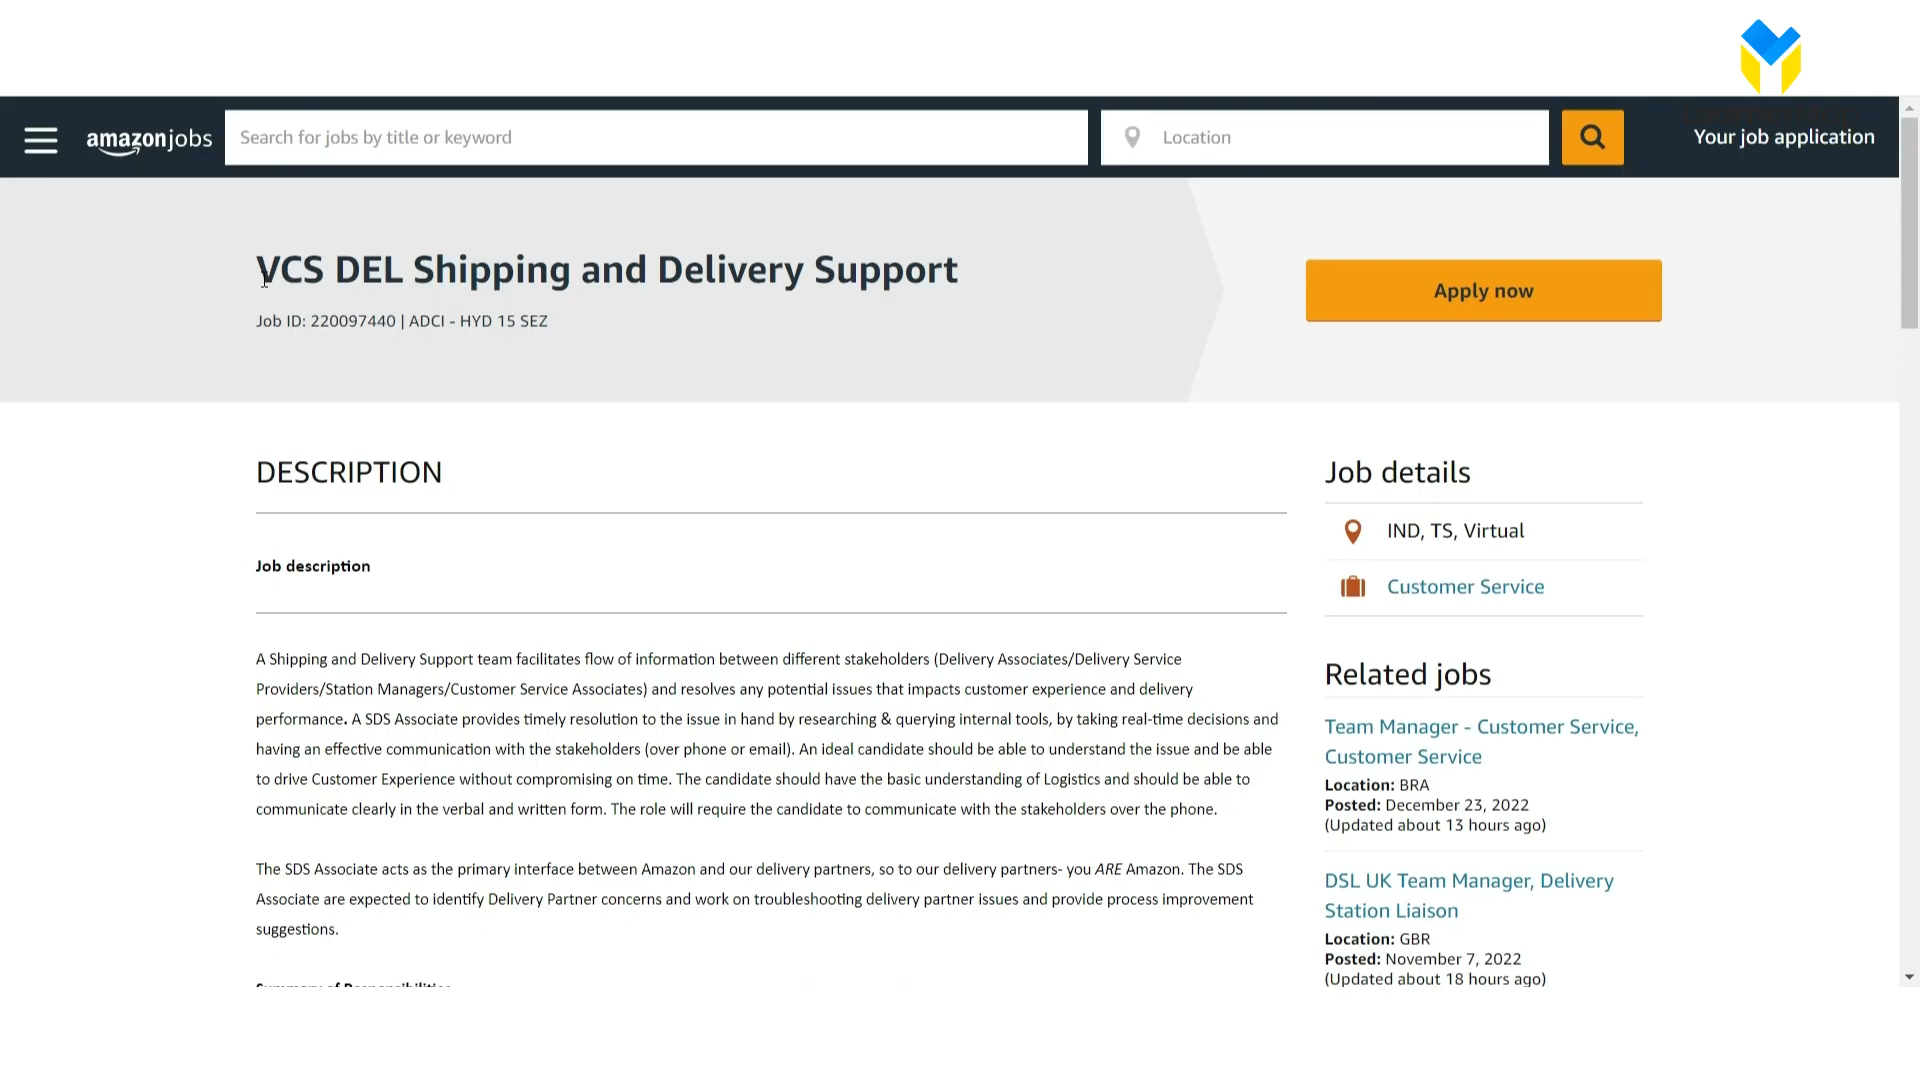 amazonjobs
Search for jobs by title or keyword
Location
Your job application
VCS DEL Shipping and Delivery Support
Job ID: 220097440 | ADCI - HYD 15 SEZ
Apply now
DESCRIPTION
Job description
A Shipping and Delivery Support team facilitates flow of information between different stakeholders (Delivery Associates/Delivery Service
Providers/Station Managers/Customer Service Associates) and resolves any potential issues that impacts customer experience and delivery
performance. A SDS Associate provides timely resolution to the issue in hand by researching & querying internal tools, by taking real-time decisions and
having an effective communication with the stakeholders (over phone or email). An ideal candidate should be able to understand the issue and be able
to drive Customer Experience without compromising on time. The candidate should have the basic understanding of Logistics and should be able to
communicate clearly in the verbal and written form. The role will require the candidate to communicate with the stakeholders over the phone.
The SDS Associate acts as the primary interface between Amazon and our delivery partners, so to our delivery partners- you ARE Amazon. The SDS
Associate are expected to identify Delivery Partner concerns and work on troubleshooting delivery partner issues and provide process improvement
suggestions.
Summary of Responsibilities
Job details
IND, TS, Virtual
Customer Service
Related jobs
Team Manager - Customer Service,
Customer Service
Location: BRA
Posted: December 23, 2022
(Updated about 13 hours ago)
DSL UK Team Manager, Delivery
Station Liaison
Location: GBR
Posted: November 7, 2022
(Updated about 18 hours ago)